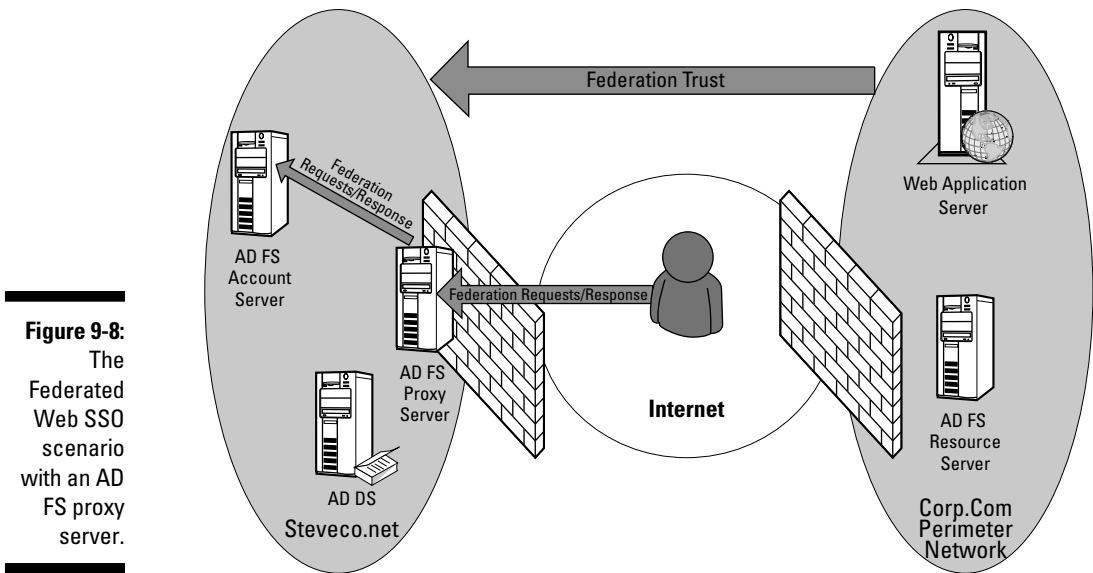 Figure 9-8:
The
Federated
Web SSO
scenario
with an AD
FS proxy
server.
Federation Trust
Federation
Requests/Response
AD FS
Account
Server
Federation Requests/Response
AD FS
Proxy
Server
AD DS
Steveco.net
Internet
Web Application
Server
AD FS
Resource
Server
Corp.Com
Perimeter
Network